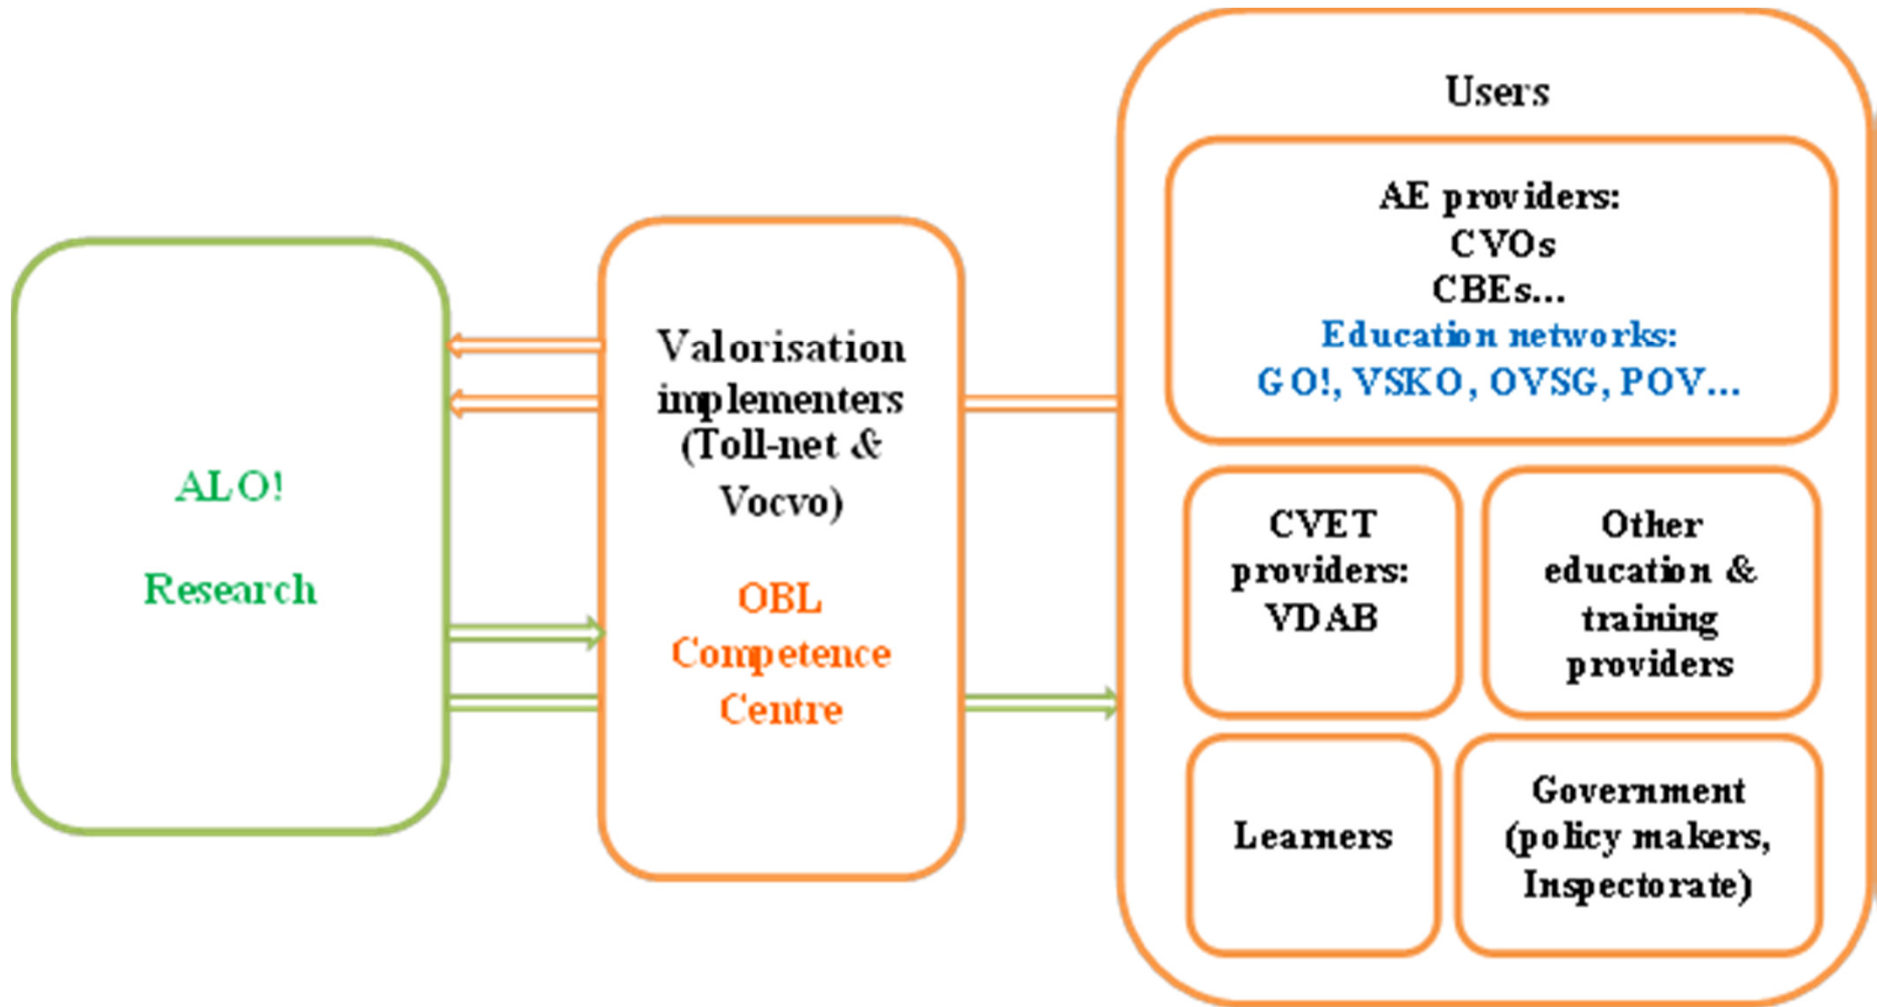 ALO!
Research
Valorisation
implementers
(Toll-net &
Vocvo)
OBL
Competence
Centre
Users
AE providers:
CVOs
CBEs...
Education networks:
GO!, VSKO, OVSG, POV...
CVET
providers:
VDAB
Other
education &
training
providers
Learners
Government
(policy makers,
Inspectorate)